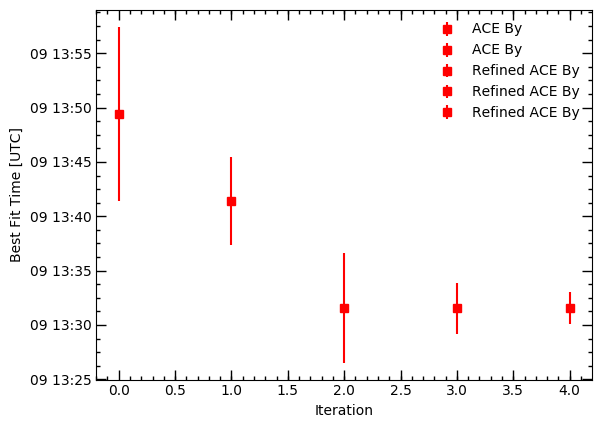 ACE By
ACE By
Refined ACE By
Refined ACE By
Refined ACE By
Best Fit Time [UTC]
09 13:55
09 13:50
09 13:45
09 13:40
09 13:35
09 13:30
09 13:25
0.0 0.5 1.0 1.5 2.0 2.5 3.0 3.5 4.0
Iteration